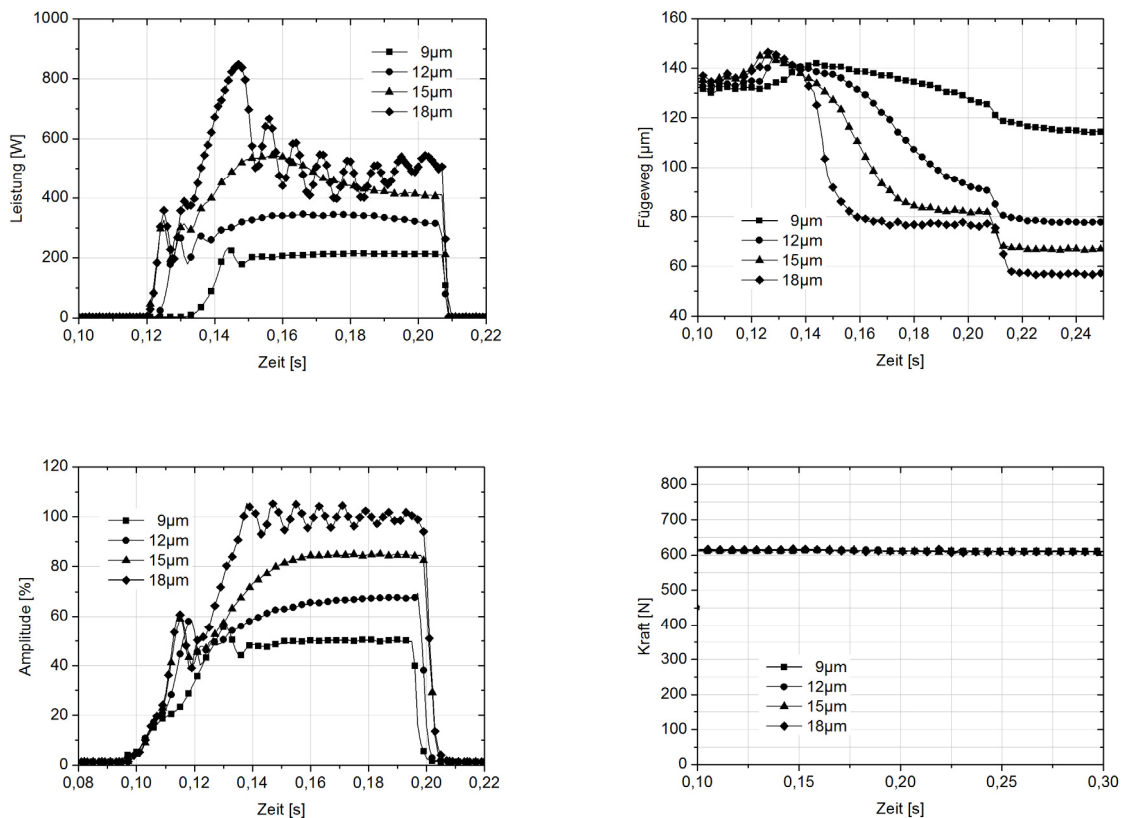 1000
800
600
400
200
0
Leistung [W]
9µm
12µm
15µm
18µm
0,10 0,12 0,14 0,16 0,18 0,20 0,22
Zeit [s]
160
140
120
100
80
60
40
Fügeweg [µm]
9µm
12µm
15µm
18µm
0,10 0,12 0,14 0,16 0,18 0,20 0,22 0,24
Zeit [s]
120
100
80
60
40
20
0
Amplitude [%]
9µm
12µm
15µm
18µm
0,08 0,10 0,12 0,14 0,16 0,18 0,20 0,22
Zeit [s]
800
700
600
500
400
300
200
100
0
Kraft [N]
9µm
12µm
15µm
18µm
0,10 0,15 0,20 0,25 0,30
Zeit [s]